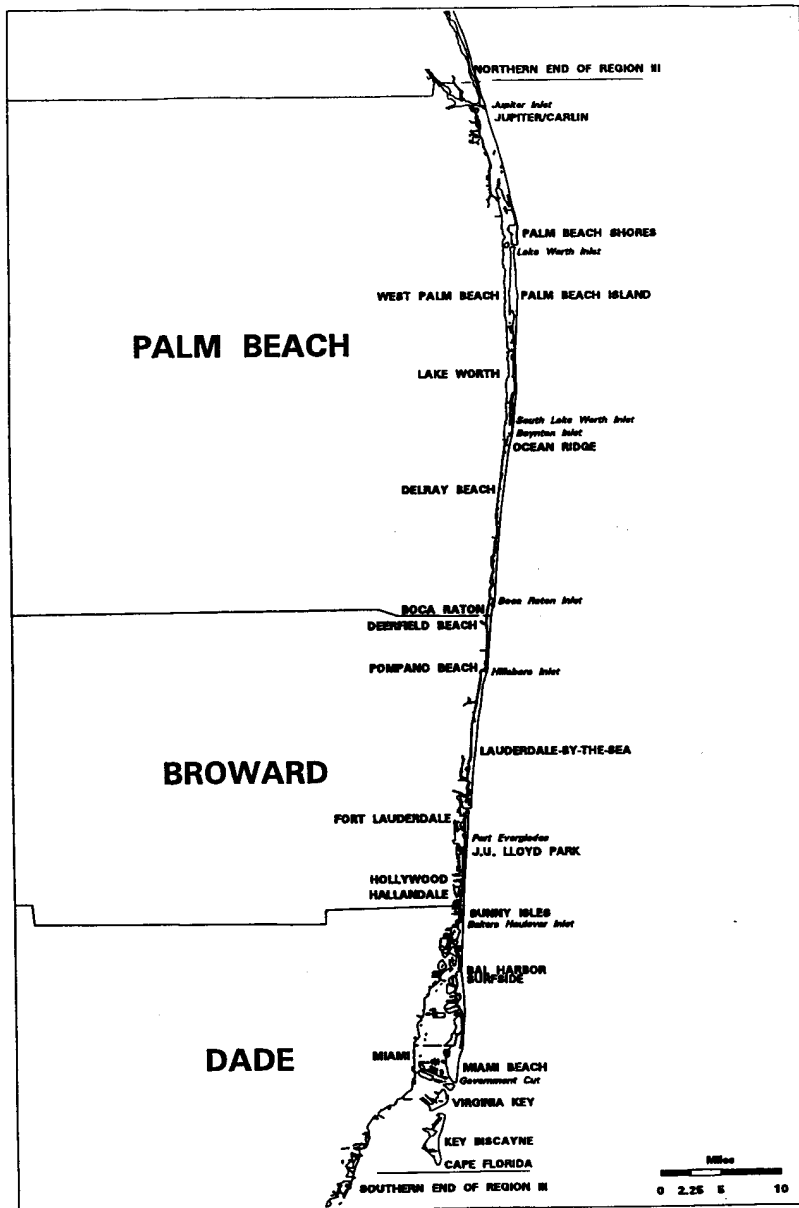 NORTHERN END OF REGION III
Jupiter Inlet
JUPITER/CARLIN
PALM BEACH SHORES
Lake Worth Inlet
WEST PALM BEACH
PALM BEACH ISLAND
PALM BEACH
LAKE WORTH
South Lake Worth Inlet
Boynton Inlet
OCEAN RIDGE
DELRAY BEACH
Boca Raton Inlet
BOCA RATON
DEERFIELD BEACH
POMPANO BEACH
Hillsboro Inlet
LAUDERDALE-BY-THE-SEA
BROWARD
FORT LAUDERDALE
Port Everglades
J.U. LLOYD PARK
HOLLYWOOD
HALLANDALE
SUNNY ISLES
Bakers Haulover Inlet
BAL HARBOR
SURFSIDE
DADE
MIAMI
MIAMI BEACH
Government Cut
VIRGINIA KEY
KEY BISCAYNE
CAPE FLORIDA
SOUTHERN END OF REGION III
Miles
0 2.25 5 10